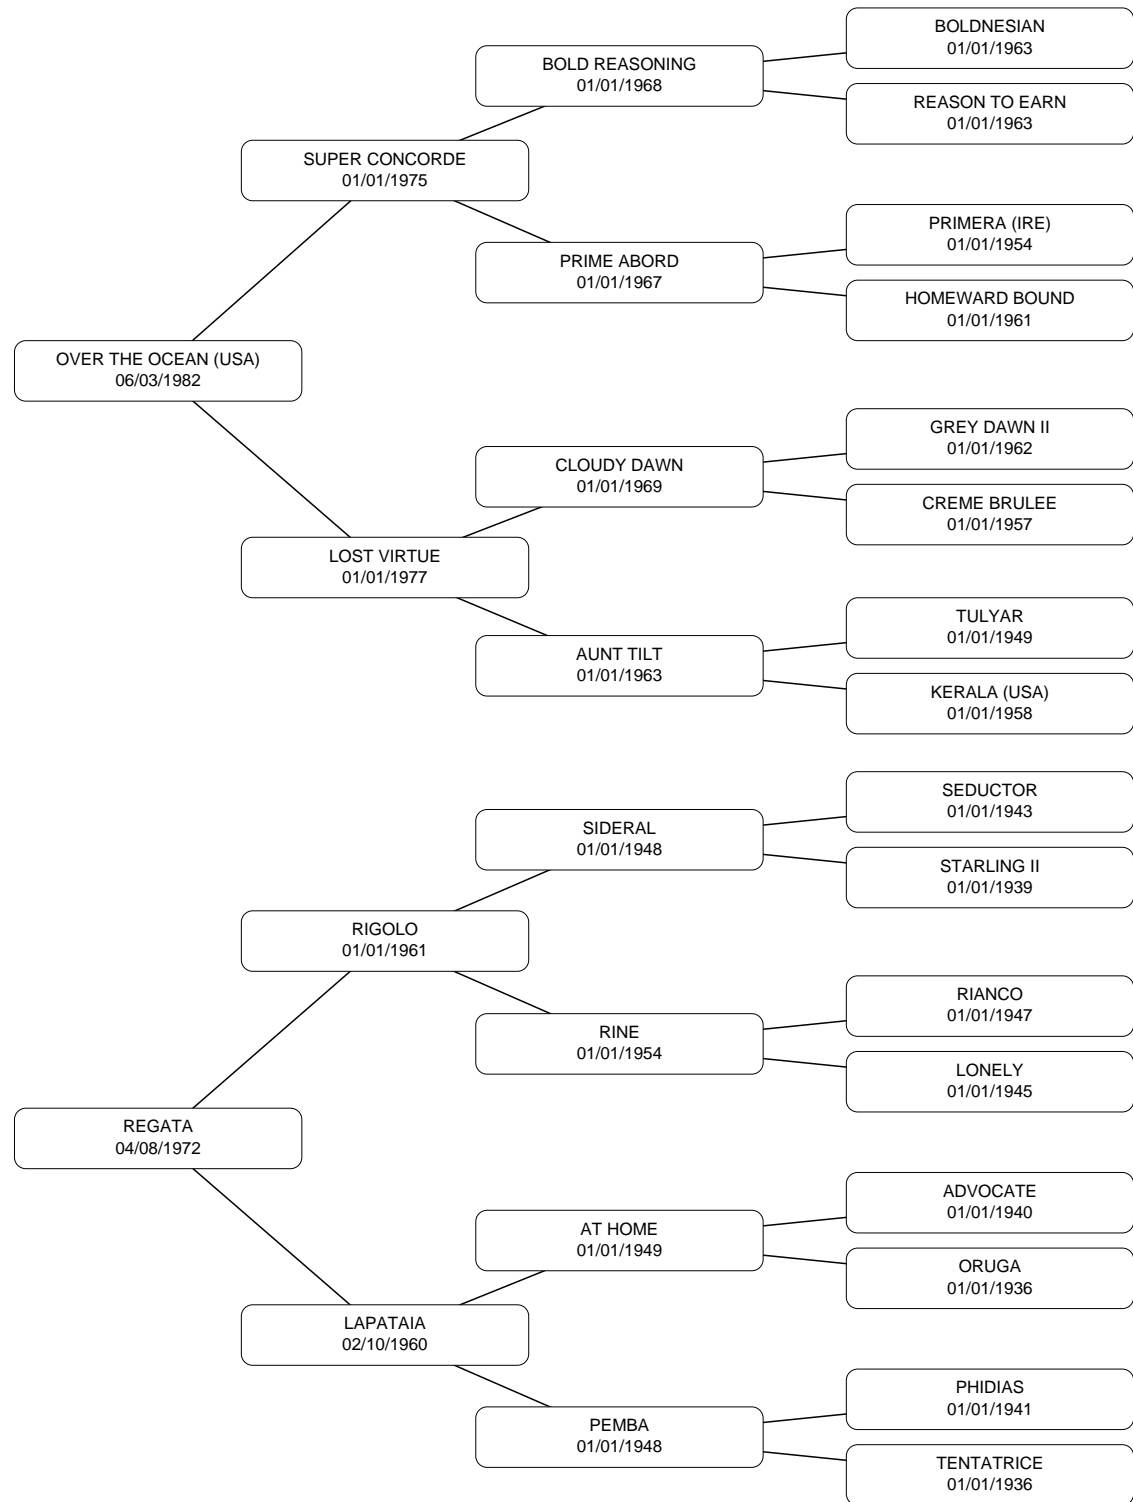 BOLDNESIAN
01/01/1963
BOLD REASONING
01/01/1968
REASON TO EARN
01/01/1963
SUPER CONCORDE
01/01/1975
PRIMERA (IRE)
01/01/1954
PRIME ABORD
01/01/1967
HOMEWARD BOUND
01/01/1961
OVER THE OCEAN (USA)
06/03/1982
GREY DAWN II
01/01/1962
CLOUDY DAWN
01/01/1969
CREME BRULEE
01/01/1957
LOST VIRTUE
01/01/1977
TULYAR
01/01/1949
AUNT TILT
01/01/1963
KERALA (USA)
01/01/1958
SEDUCTOR
01/01/1943
SIDERAL
01/01/1948
STARLING II
01/01/1939
RIGOLO
01/01/1961
RIANCO
01/01/1947
RINE
01/01/1954
LONELY
01/01/1945
REGATA
04/08/1972
ADVOCATE
01/01/1940
AT HOME
01/01/1949
ORUGA
01/01/1936
LAPATAIA
02/10/1960
PHIDIAS
01/01/1941
PEMBA
01/01/1948
TENTATRICE
01/01/1936